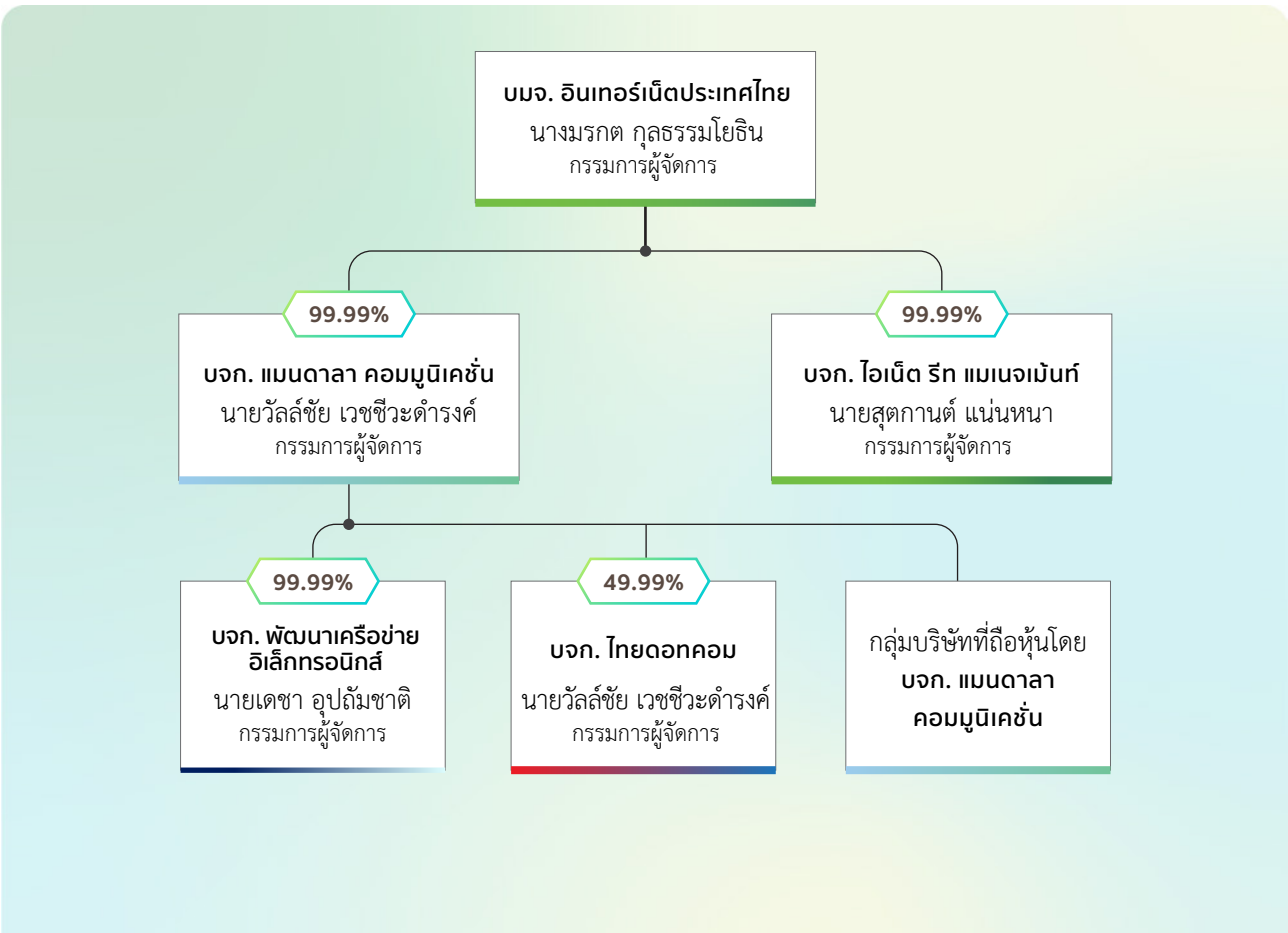 บมจ. อินเทอร์เน็ตประเทศไทย
นางมรกต กุลธรรมโยธิน
กรรมการผู้จัดการ
99.99%
บจก. แมนดาลา คอมมูนิเคชั่น
นายวัลล์ชัย เวชชีวะดำรงค์
กรรมการผู้จัดการ
99.99%
บจก. ไอเน็ต รีท แมเนจเม้นท์
นายสุตกานต์ แน่นหนา
กรรมการผู้จัดการ
99.99%
บจก. พัฒนาเครือข่าย
อิเล็กทรอนิกส์
นายเดชา อุปถัมชาติ
กรรมการผู้จัดการ
49.99%
บจก. ไทยดอทคอม
นายวัลล์ชัย เวชชีวะดำรงค์
กรรมการผู้จัดการ
กลุ่มบริษัทที่ถือหุ้นโดย
บจก. แมนดาลา
คอมมูนิเคชั่น